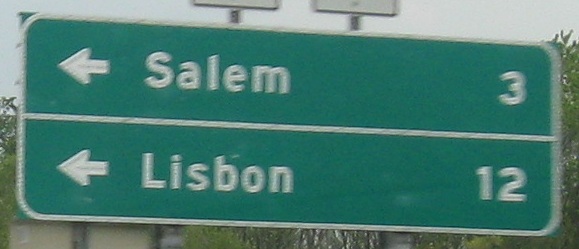 ← Salem 3
← Lisbon 12